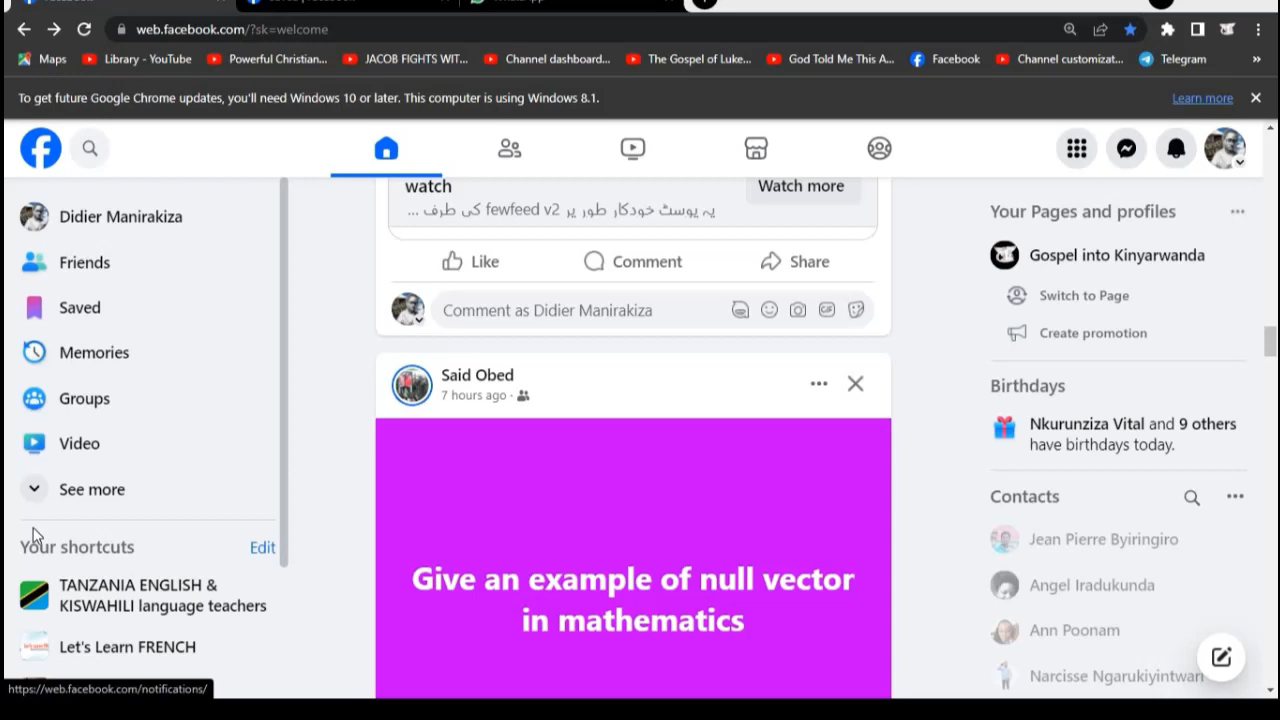 web.facebook.com/?sk=welcome
Maps
Library - YouTube
Powerful Christian...
JACOB FIGHTS WIT...
Channel dashboard...
The Gospel of Luke...
God Told Me This A...
Facebook
Channel customizat...
Telegram
»
To get future Google Chrome updates, you'll need Windows 10 or later. This computer is using Windows 8.1.
Learn more
Didier Manirakiza
Friends
Saved
Memories
Groups
Video
See more
Your shortcuts
Edit
TANZANIA ENGLISH &
KISWAHILI language teachers
Let's Learn FRENCH
https://web.facebook.com/notifications/
watch
Watch more
یہ پوسٹ خودکار طور پر fewfeed v2 کی طرف ...
Like
Comment
Share
Comment as Didier Manirakiza
GIF
Said Obed
7 hours ago ·
Give an example of null vector
in mathematics
Your Pages and profiles
Gospel into Kinyarwanda
Switch to Page
Create promotion
Birthdays
Nkurunziza Vital and 9 others
have birthdays today.
Contacts
Jean Pierre Byiringiro
Angel Iradukunda
Ann Poonam
Narcisse Ngarukiyintwari